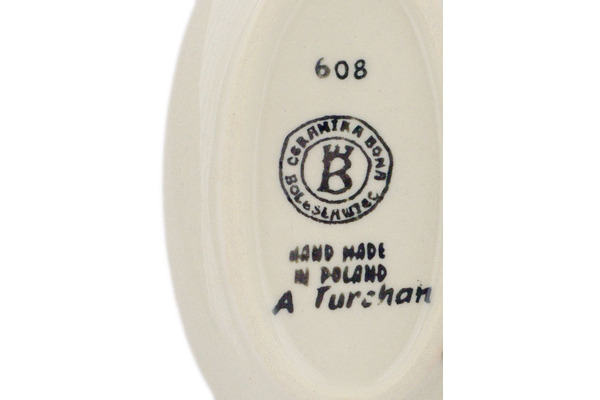 608
CERAMIKA BONA
B
BOLESŁAWIEC
HAND MADE
IN POLAND
A Turchan